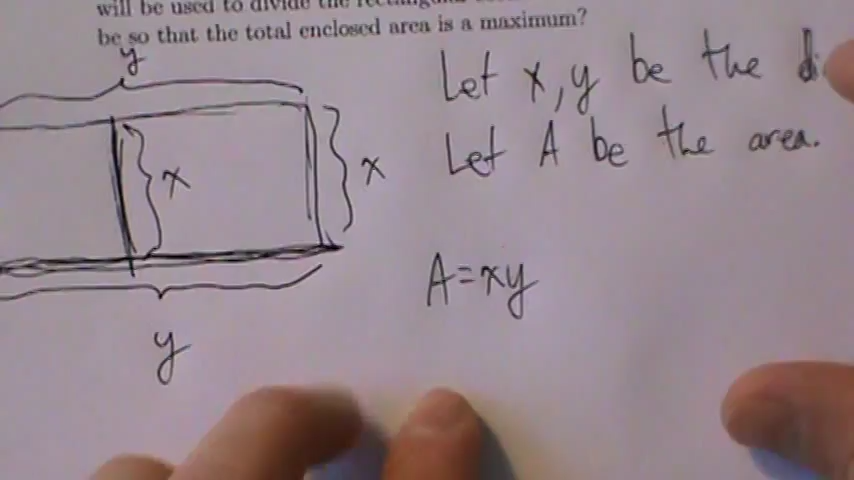 will be used to divide the rectangular
be so that the total enclosed area is a maximum?
y
Let x, y be the
x
x
Let A be the area.
A=xy
y